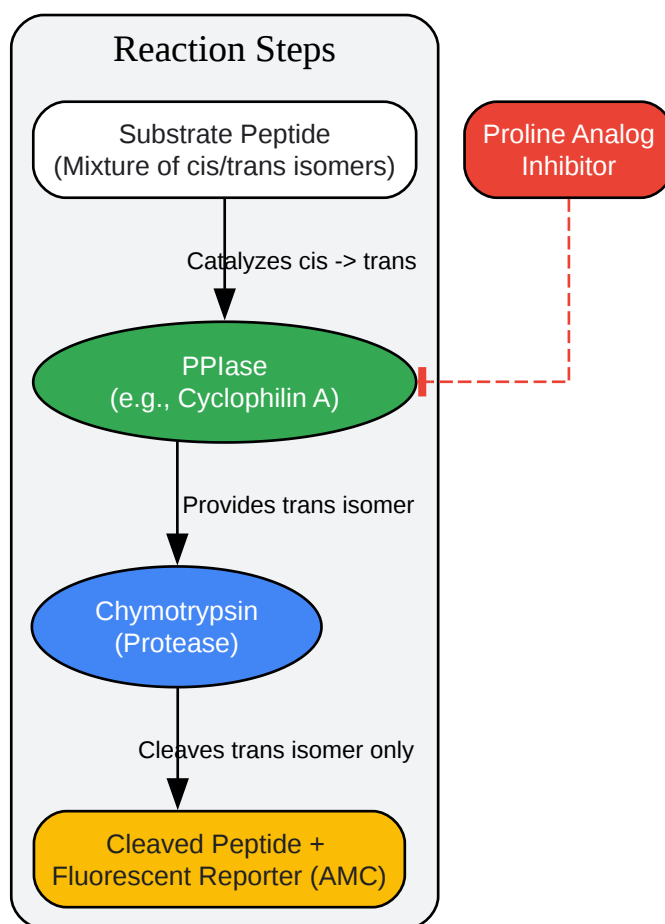 Reaction Steps
Substrate Peptide
(Mixture of cis/trans isomers)
Proline Analog
Inhibitor
Catalyzes cis -> trans
PPIase
(e.g., Cyclophilin A)
Provides trans isomer
Chymotrypsin
(Protease)
Cleaves trans isomer only
Cleaved Peptide +
Fluorescent Reporter (AMC)